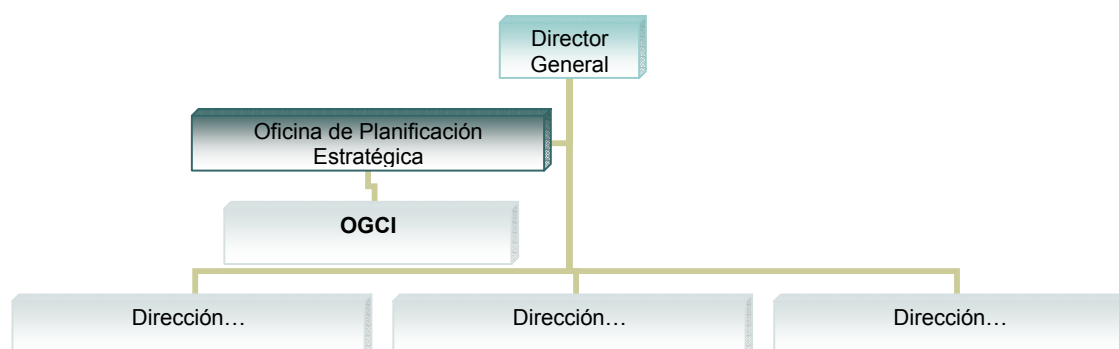 Director
General
Oficina de Planificación
Estratégica
OGCI
Dirección...
Dirección...
Dirección...